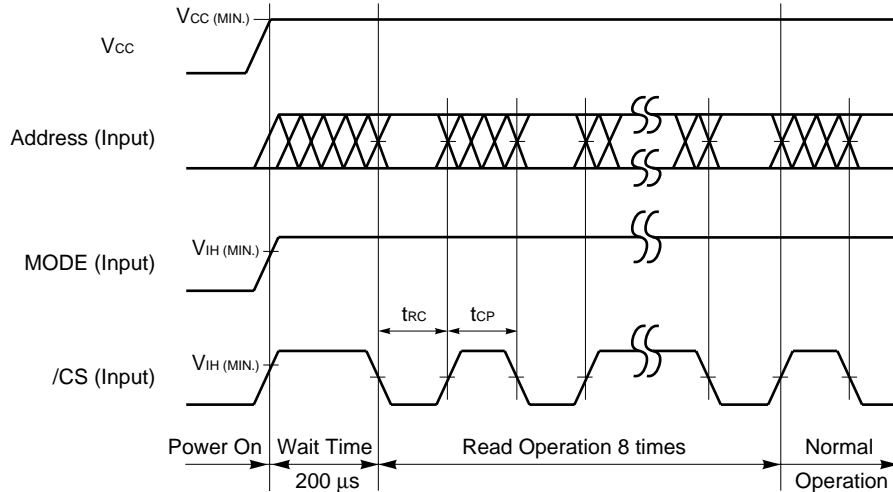 VCC (MIN.)
VCC
Address (Input)
VIH (MIN.)
MODE (Input)
tRC
tCP
VIH (MIN.)
/CS (Input)
Power On
Wait Time
Read Operation 8 times
Normal
200 µs
Operation